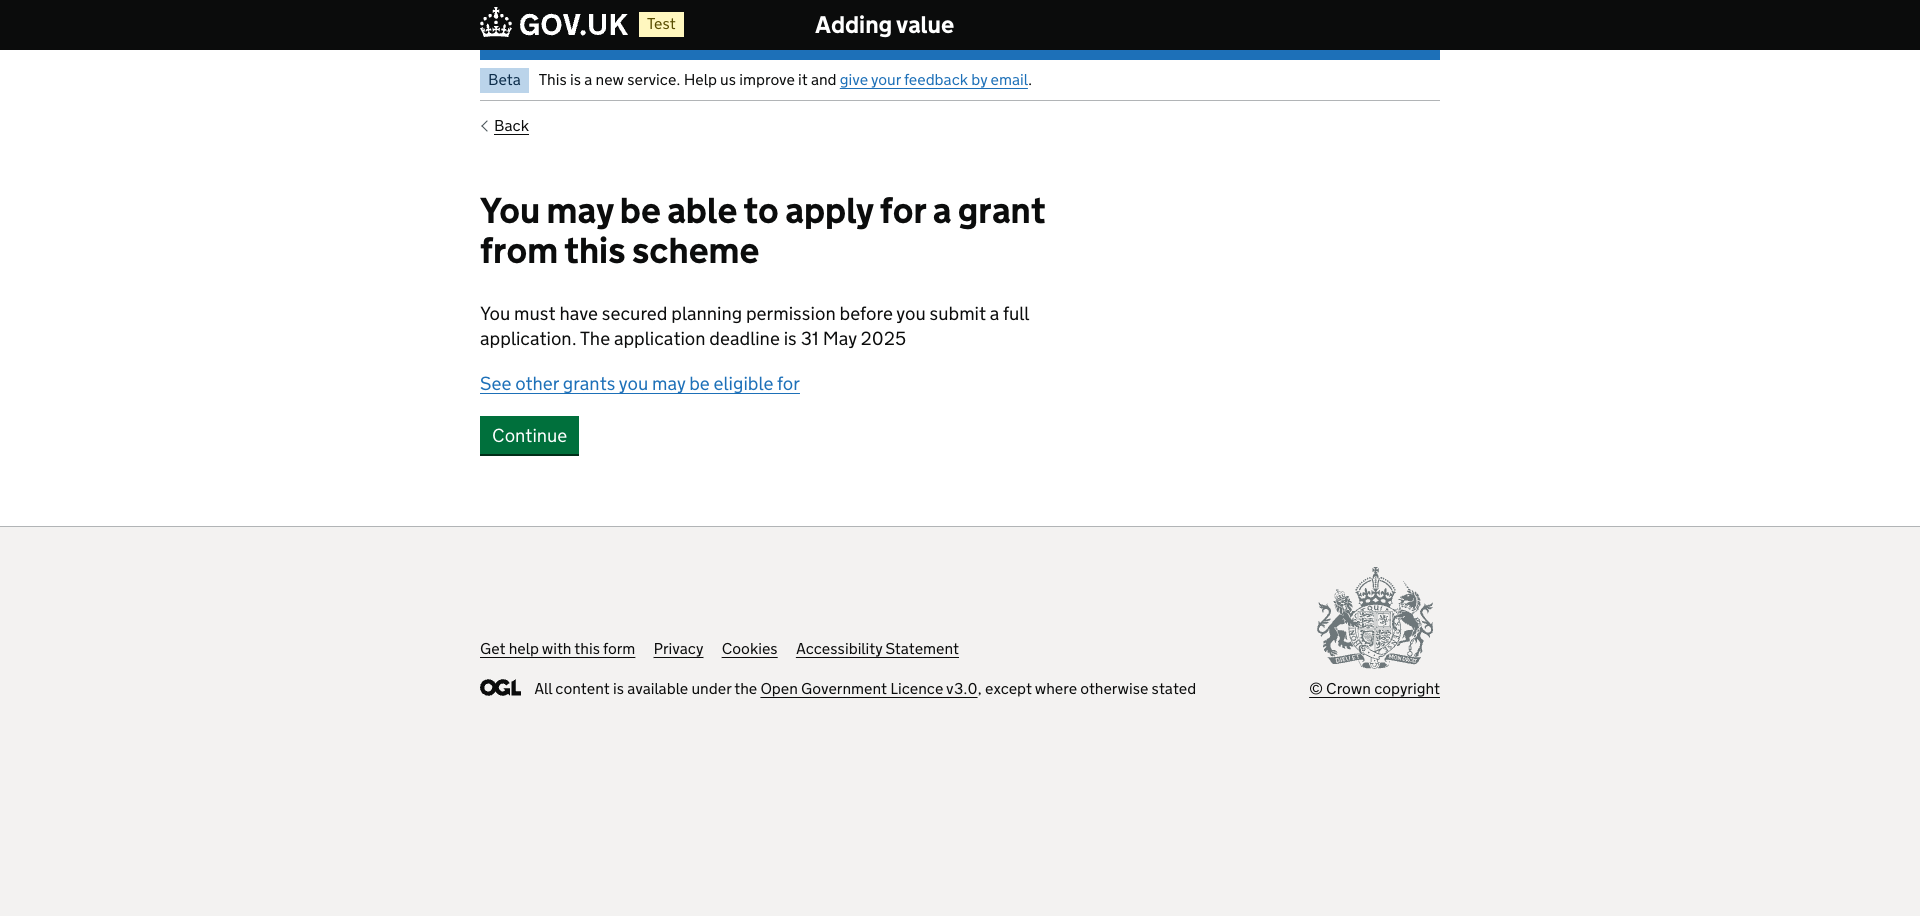 GOV.UK Test Adding value
Beta This is a new service. Help us improve it and give your feedback by email.
Back
You may be able to apply for a grant
from this scheme
You must have secured planning permission before you submit a full
application. The application deadline is 31 May 2025
See other grants you may be eligible for
Continue
Get help with this form Privacy Cookies Accessibility Statement
OGL All content is available under the Open Government Licence v3.0, except where otherwise stated
© Crown copyright